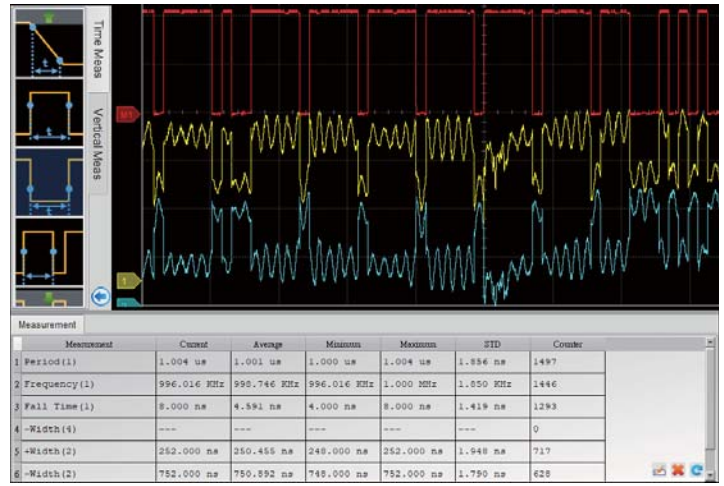 Time Meas
Vertical Meas
M1
1
2
Measurement
Measurement Current Average Minimum Maximum STD Counter
1 Period(1) 1.004 us 1.001 us 1.000 us 1.004 us 1.856 ns 1497
2 Frequency(1) 996.016 KHz 998.746 KHz 996.016 KHz 1.000 MHz 1.850 KHz 1446
3 Fall Time(1) 8.000 ns 4.591 ns 4.000 ns 8.000 ns 1.419 ns 1293
4 -Width(4) --- --- --- --- --- 0
5 +Width(2) 252.000 ns 250.455 ns 248.000 ns 252.000 ns 1.948 ns 717
6 -Width(2) 752.000 ns 750.892 ns 748.000 ns 752.000 ns 1.790 ns 628